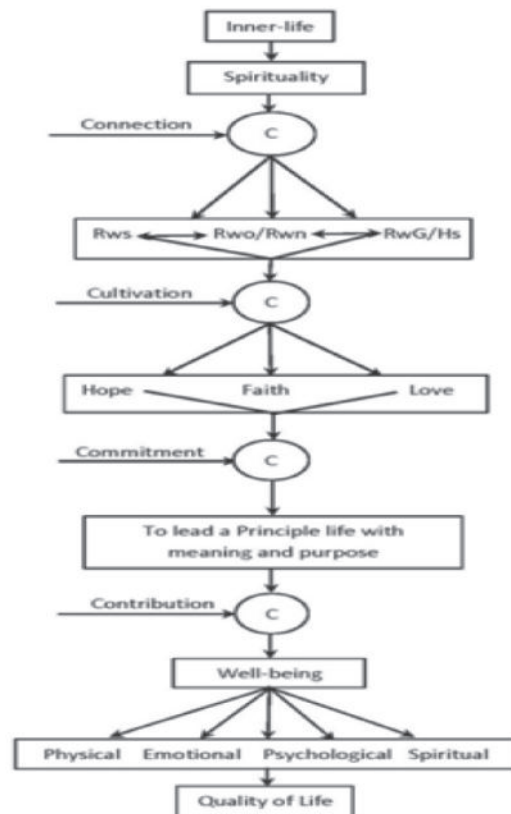 Inner-life
Spirituality
Connection
C
Rws Rwo/Rwn RwG/Hs
Cultivation
C
Hope Faith Love
Commitment
C
To lead a Principle life with
meaning and purpose
Contribution
C
Well-being
Physical Emotional Psychological Spiritual
Quality of Life